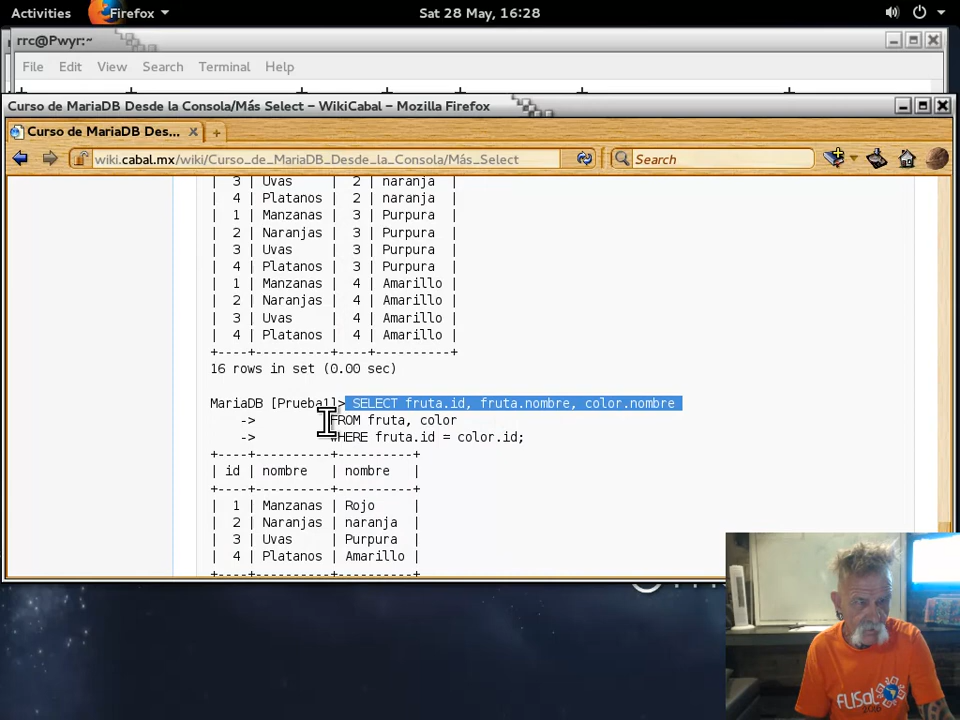 Activities Firefox Sat 28 May, 16:28
rrc@Pwyr:~
File Edit View Search Terminal Help
Curso de MariaDB Desde la Consola/Más Select – WikiCabal – Mozilla Firefox
Curso de MariaDB Des... × +
wiki.cabal.mx/wiki/Curso_de_MariaDB_Desde_la_Consola/Más_Select Search
| 3 | Uvas | 2 | naranja |
| 4 | Platanos | 2 | naranja |
| 1 | Manzanas | 3 | Purpura |
| 2 | Naranjas | 3 | Purpura |
| 3 | Uvas | 3 | Purpura |
| 4 | Platanos | 3 | Purpura |
| 1 | Manzanas | 4 | Amarillo |
| 2 | Naranjas | 4 | Amarillo |
| 3 | Uvas | 4 | Amarillo |
| 4 | Platanos | 4 | Amarillo |
+----+----------+----+----------+
16 rows in set (0.00 sec)
MariaDB [Prueba1]> SELECT fruta.id, fruta.nombre, color.nombre
-> FROM fruta, color
-> WHERE fruta.id = color.id;
+----+----------+----------+
| id | nombre | nombre |
+----+----------+----------+
| 1 | Manzanas | Rojo |
| 2 | Naranjas | naranja |
| 3 | Uvas | Purpura |
| 4 | Platanos | Amarillo |
+----+----------+----------+
FLISOL